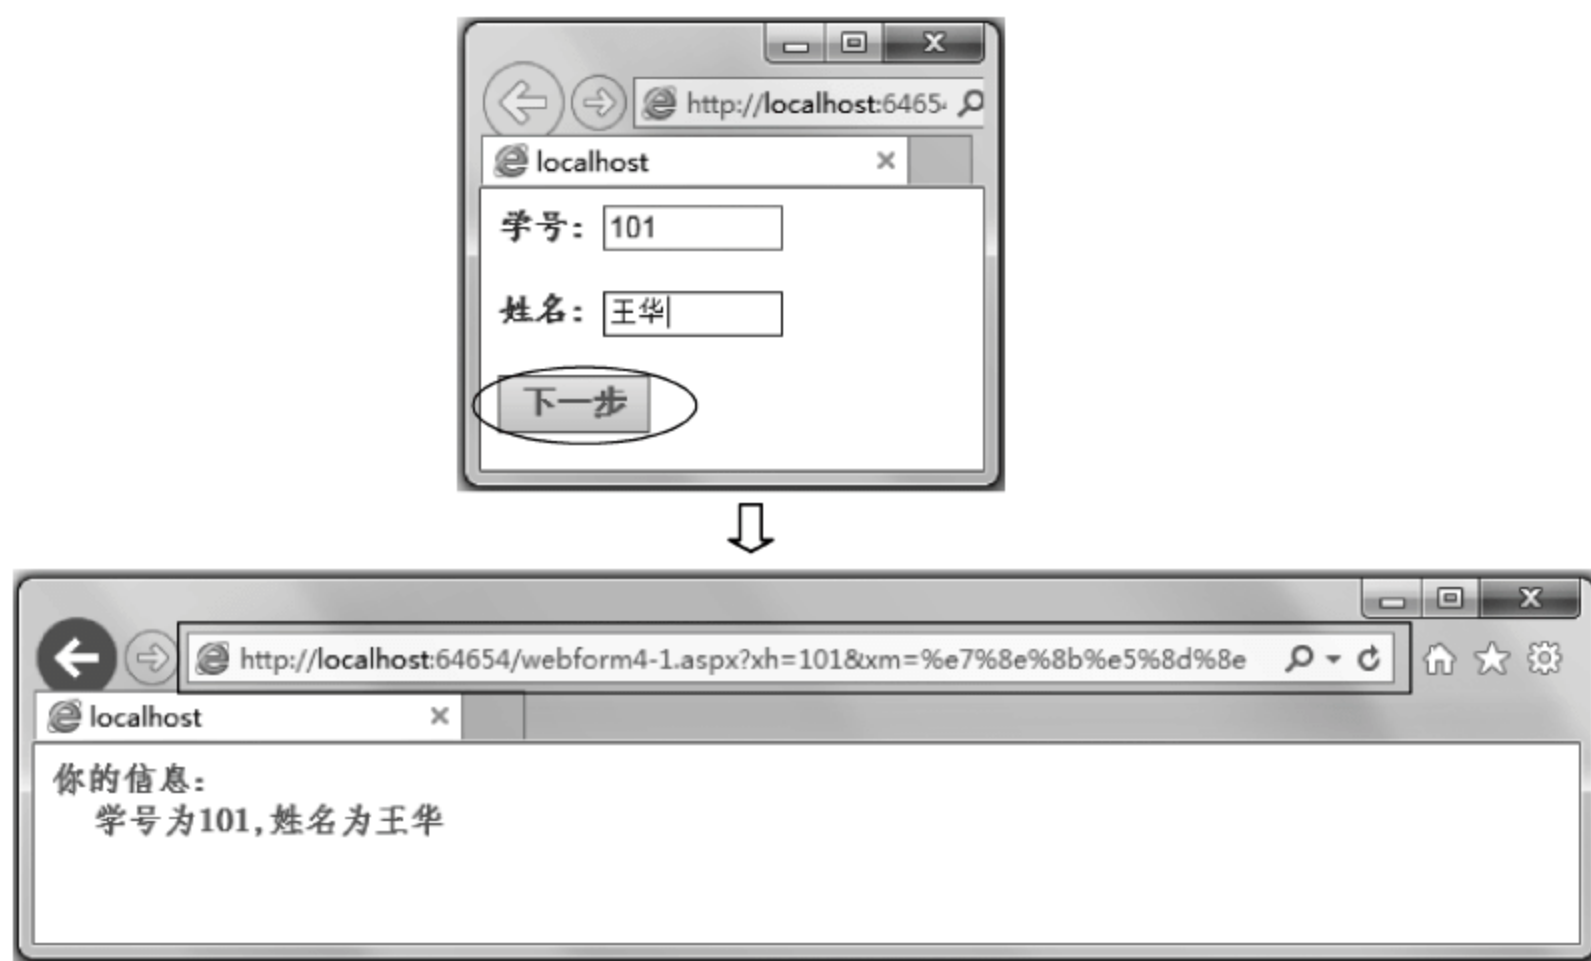 http://localhost:6465
localhost
学号：101
姓名：王华
下一步
http://localhost:64654/webform4-1.aspx?xh=101&xm=%e7%8e%8b%e5%8d%8e
localhost
你的信息：
学号为101,姓名为王华